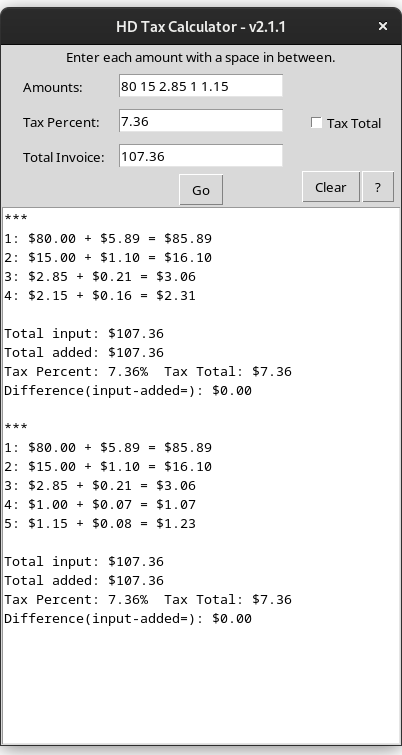 HD Tax Calculator - v2.1.1 ×
Enter each amount with a space in between.
Amounts: 80 15 2.85 1 1.15
Tax Percent: 7.36 Tax Total
Total Invoice: 107.36
Go Clear ?
***
1: $80.00 + $5.89 = $85.89
2: $15.00 + $1.10 = $16.10
3: $2.85 + $0.21 = $3.06
4: $2.15 + $0.16 = $2.31
Total input: $107.36
Total added: $107.36
Tax Percent: 7.36%  Tax Total: $7.36
Difference(input-added=): $0.00
***
1: $80.00 + $5.89 = $85.89
2: $15.00 + $1.10 = $16.10
3: $2.85 + $0.21 = $3.06
4: $1.00 + $0.07 = $1.07
5: $1.15 + $0.08 = $1.23
Total input: $107.36
Total added: $107.36
Tax Percent: 7.36%  Tax Total: $7.36
Difference(input-added=): $0.00